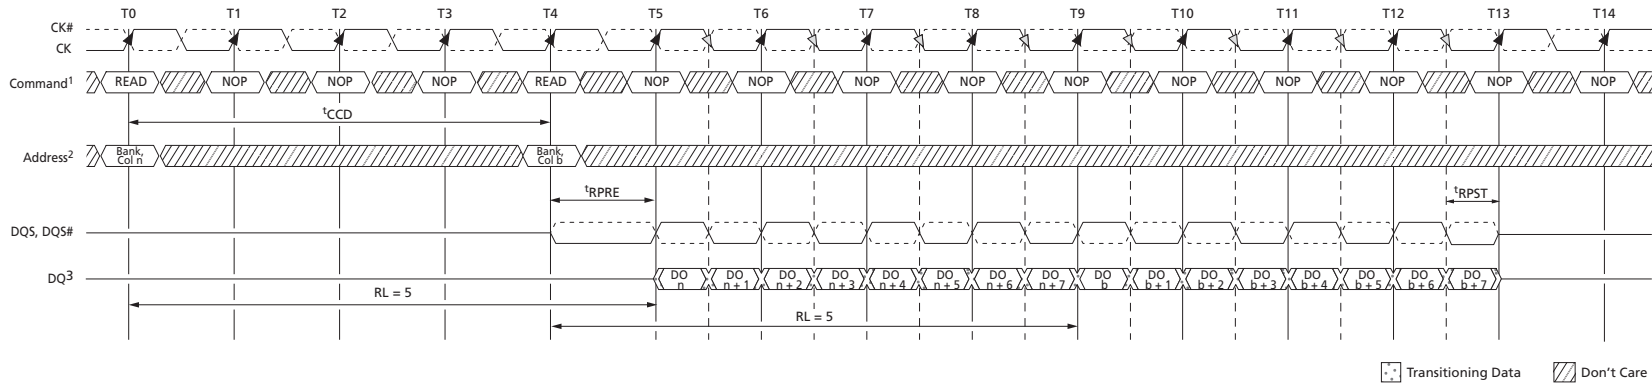 T0 T1 T2 T3 T4 T5 T6 T7 T8 T9 T10 T11 T12 T13 T14
CK#
CK
Command1 READ NOP NOP NOP READ NOP NOP NOP NOP NOP NOP NOP NOP NOP NOP
tCCD
Address2 Bank, Col n Bank, Col b
tRPRE tRPST
DQS, DQS#
DQ3 DO n DO n + 1 DO n + 2 DO n + 3 DO n + 4 DO n + 5 DO n + 6 DO n + 7 DO b DO b + 1 DO b + 2 DO b + 3 DO b + 4 DO b + 5 DO b + 6 DO b + 7
RL = 5
RL = 5
Transitioning Data Don't Care